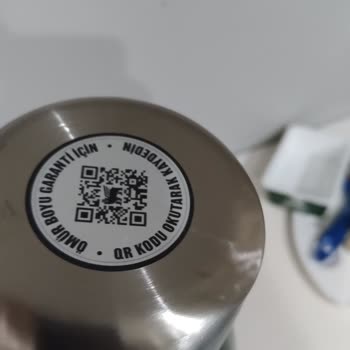 ÖMÜR BOYU GARANTİ İÇİN •
QR KODU OKUTARAK KAYDEDİN •